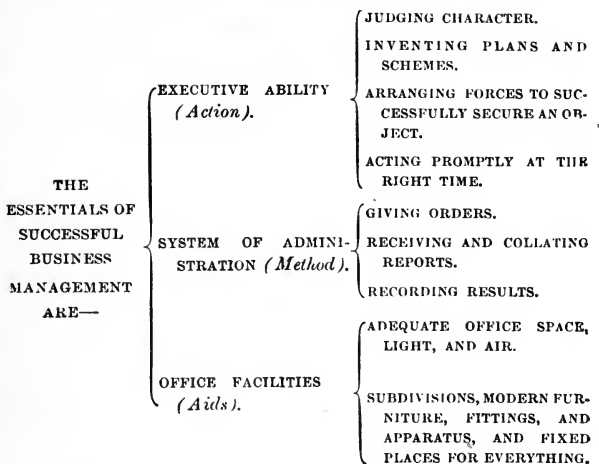 THE
ESSENTIALS OF
SUCCESSFUL
BUSINESS
MANAGEMENT
ARE—
EXECUTIVE ABILITY
(Action).
JUDGING CHARACTER.
INVENTING PLANS AND
SCHEMES.
ARRANGING FORCES TO SUC-
CESSFULLY SECURE AN OB-
JECT.
ACTING PROMPTLY AT THE
RIGHT TIME.
SYSTEM OF ADMINI-
STRATION (Method).
GIVING ORDERS.
RECEIVING AND COLLATING
REPORTS.
RECORDING RESULTS.
OFFICE FACILITIES
(Aids).
ADEQUATE OFFICE SPACE,
LIGHT, AND AIR.
SUBDIVISIONS, MODERN FUR-
NITURE, FITTINGS, AND
APPARATUS, AND FIXED
PLACES FOR EVERYTHING.